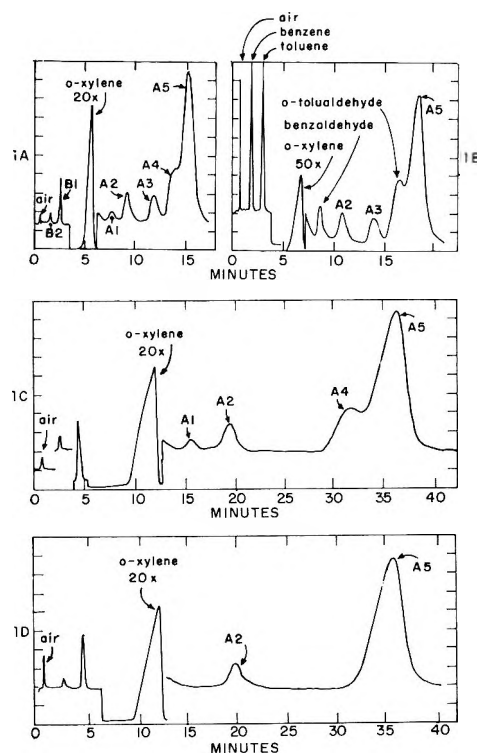 1A
o-xylene
20x
A5
A4
A3
A2
A1
B1
B2
air
0 5 10 15
MINUTES
air
benzene
toluene
o-tolualdehyde
benzaldehyde
o-xylene
50x
A5
A2
A3
1B
0 5 10 15 20
MINUTES
1C
air
o-xylene
20x
A1
A2
A4
A5
0 5 10 15 20 25 30 35 40
MINUTES
1D
air
o-xylene
20x
A2
A5
0 5 10 15 20 25 30 35 40
MINUTES